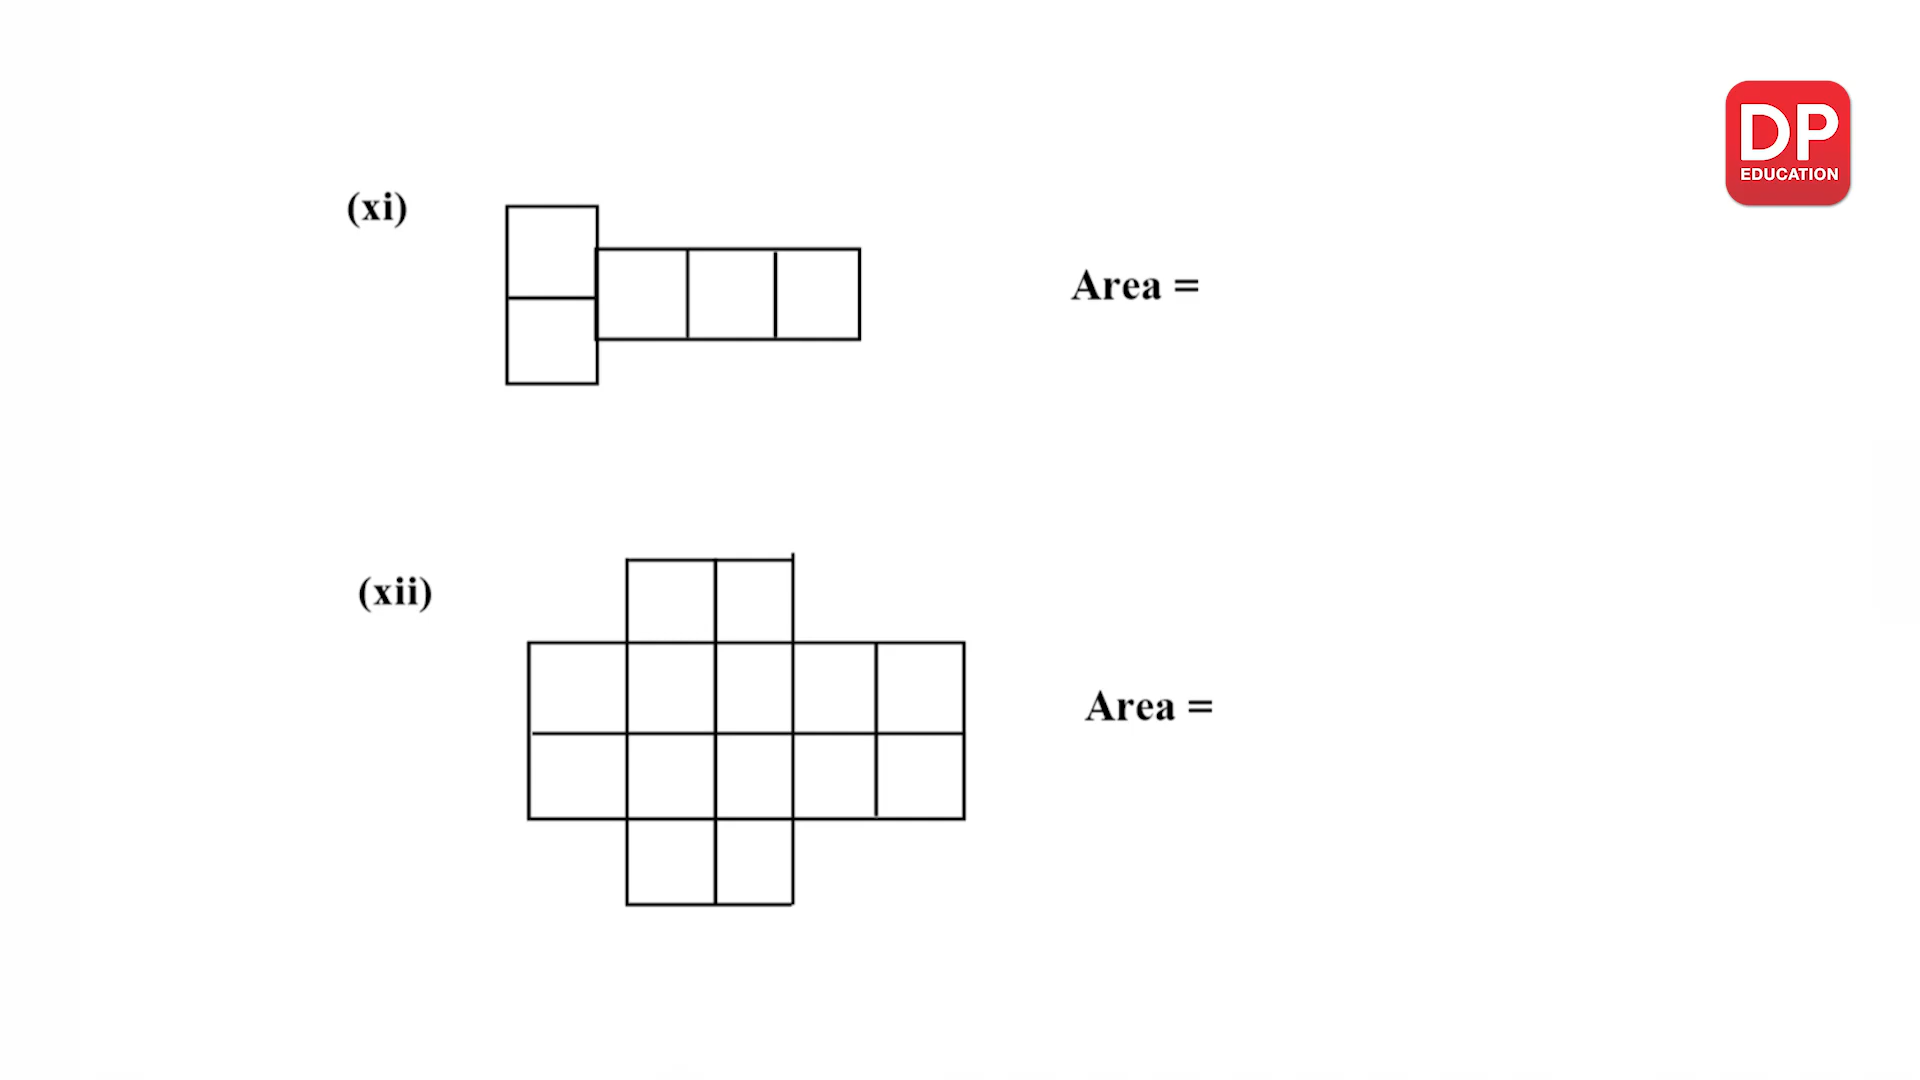 DP
EDUCATION
(xi)
Area =
(xii)
Area =